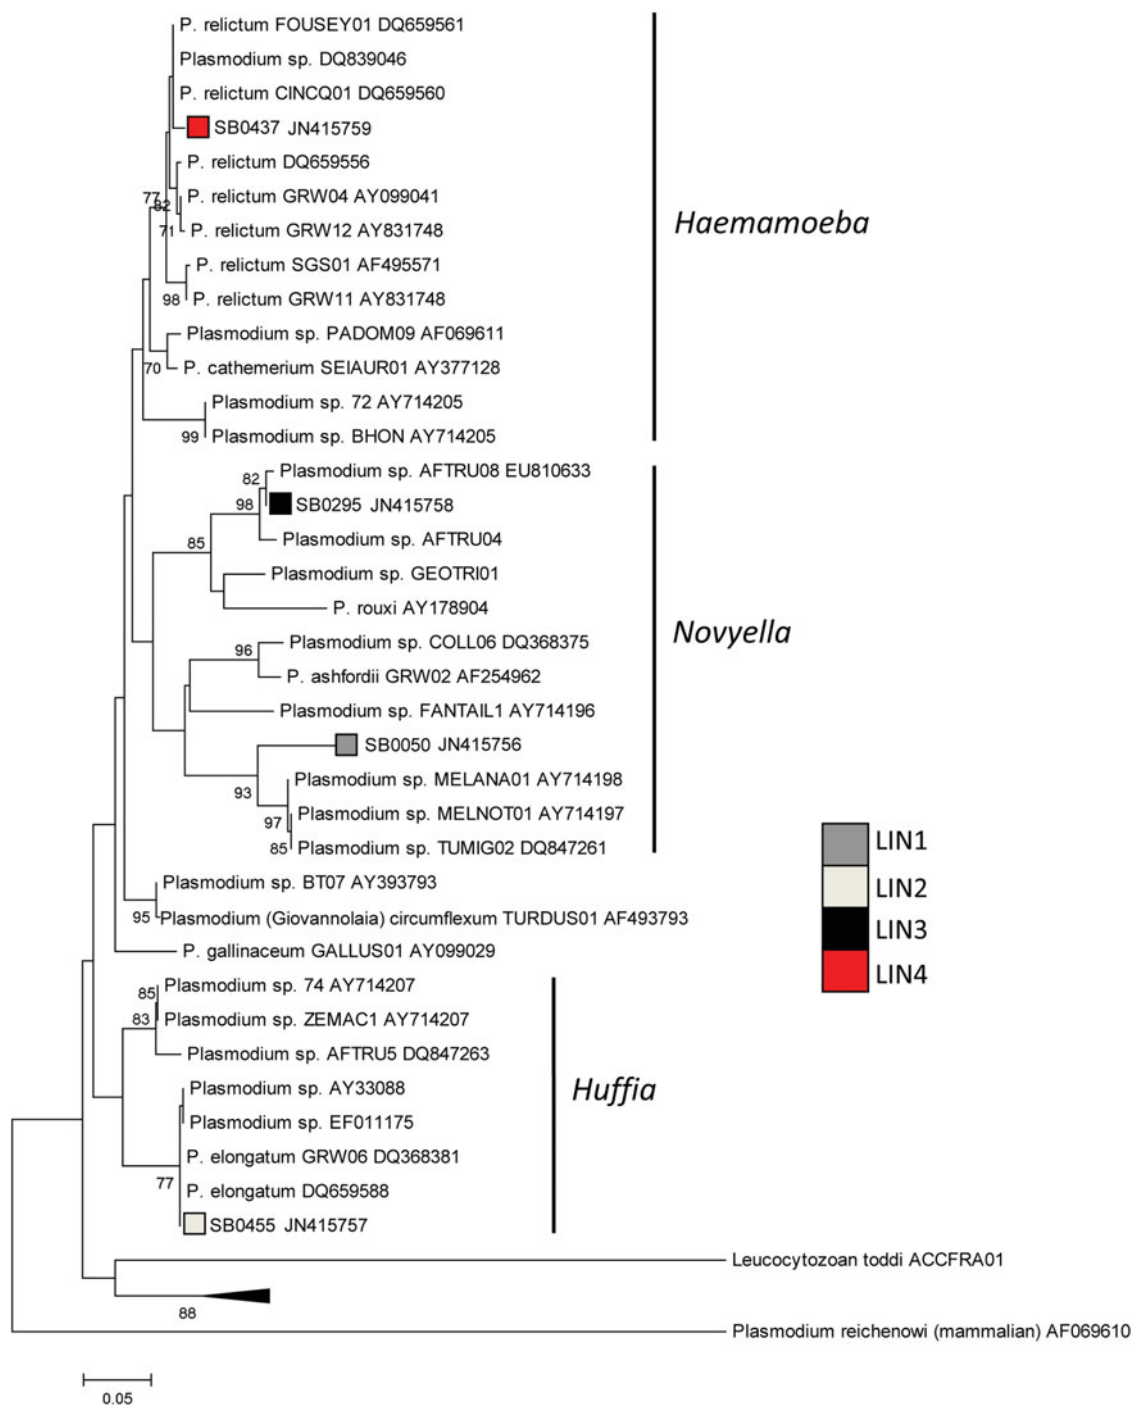 P. relictum FOUSEY01 DQ659561
Plasmodium sp. DQ839046
P. relictum CINCQ01 DQ659560
SB0437 JN415759
P. relictum DQ659556
77
82
P. relictum GRW04 AY099041
71
P. relictum GRW12 AY831748
Haemamoeba
P. relictum SGS01 AF495571
98
P. relictum GRW11 AY831748
Plasmodium sp. PADOM09 AF069611
70
P. cathemerium SEIAUR01 AY377128
Plasmodium sp. 72 AY714205
99
Plasmodium sp. BHON AY714205
82
Plasmodium sp. AFTRU08 EU810633
98
SB0295 JN415758
85
Plasmodium sp. AFTRU04
Plasmodium sp. GEOTRI01
P. rouxi AY178904
Novyella
96
Plasmodium sp. COLL06 DQ368375
P. ashfordii GRW02 AF254962
Plasmodium sp. FANTAIL1 AY714196
SB0050 JN415756
93
Plasmodium sp. MELANA01 AY714198
97
Plasmodium sp. MELNOT01 AY714197
85
Plasmodium sp. TUMIG02 DQ847261
LIN1
LIN2
LIN3
LIN4
Plasmodium sp. BT07 AY393793
95
Plasmodium (Giovannolaia) circumflexum TURDUS01 AF493793
P. gallinaceum GALLUS01 AY099029
85
Plasmodium sp. 74 AY714207
83
Plasmodium sp. ZEMAC1 AY714207
Plasmodium sp. AFTRU5 DQ847263
Plasmodium sp. AY33088
Huffia
Plasmodium sp. EF011175
P. elongatum GRW06 DQ368381
77
P. elongatum DQ659588
SB0455 JN415757
Leucocytozoan toddi ACCFRA01
88
Plasmodium reichenowi (mammalian) AF069610
0.05